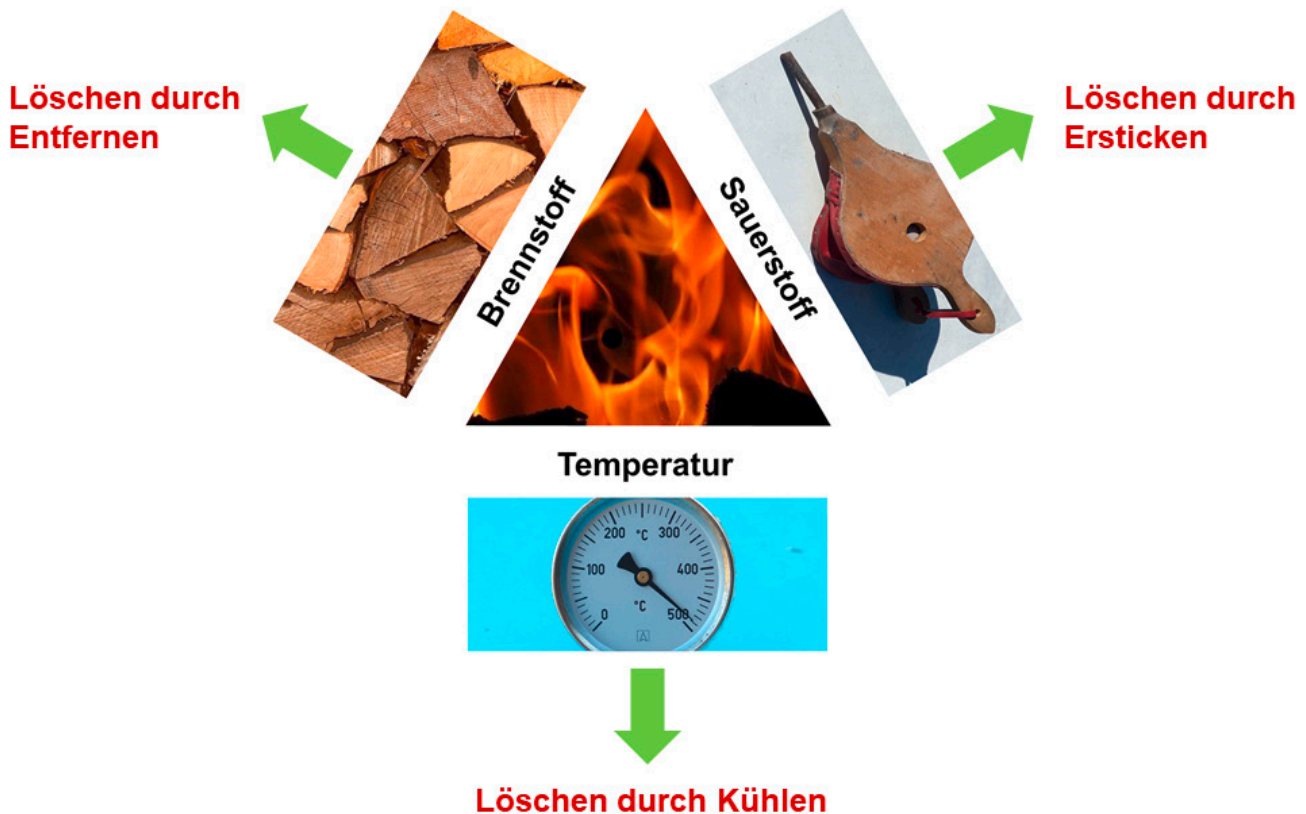 Löschen durch
Entfernen
Löschen durch
Ersticken
Brennstoff
Sauerstoff
Temperatur
200 °C 300
100 400
0 °C 500
A
Löschen durch Kühlen